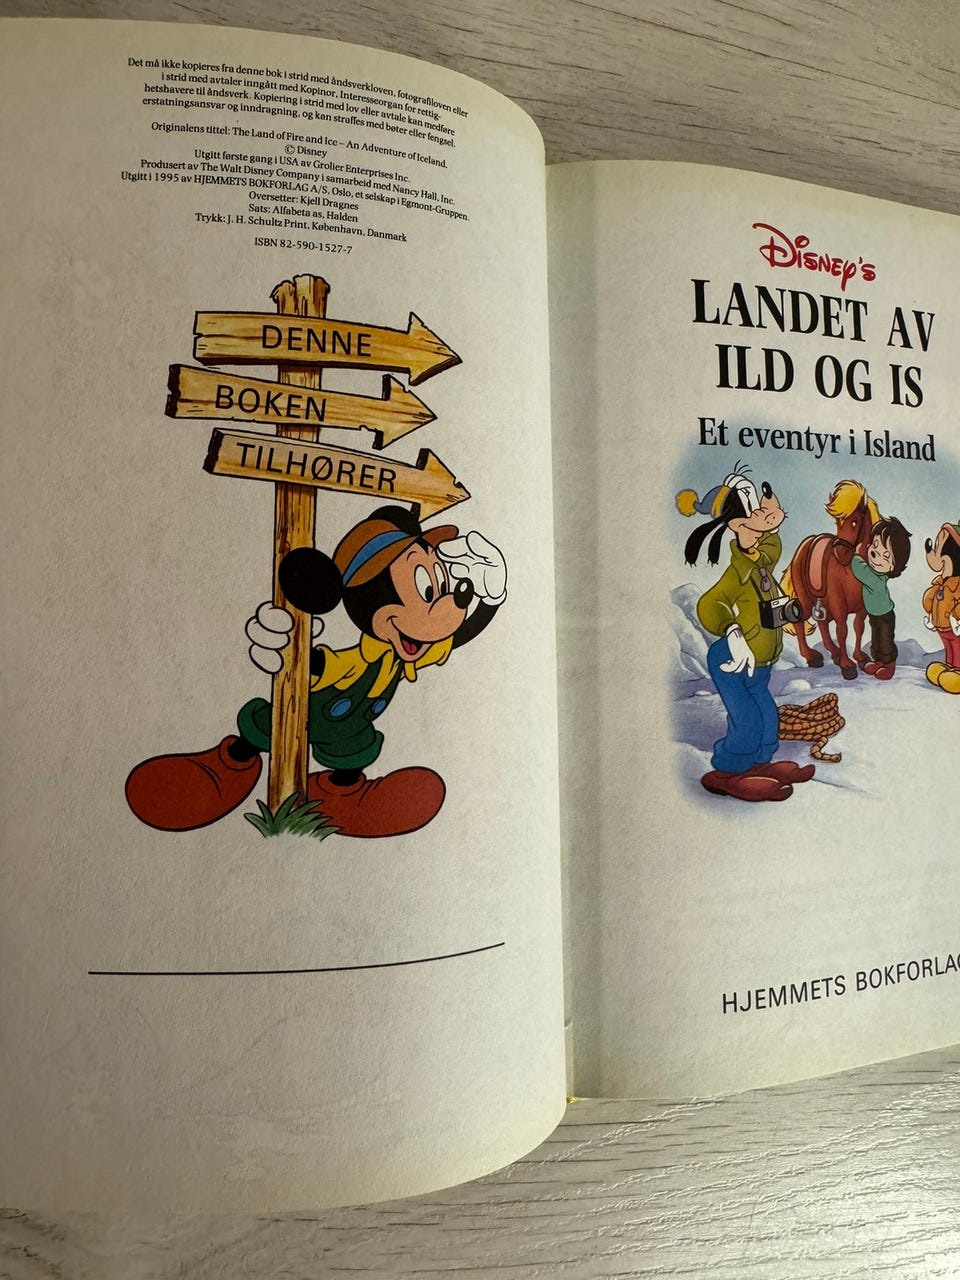 Det må ikke kopieres fra denne bok i strid med åndsverkloven, fotografiloven eller
i strid med avtaler inngått med Kopinor, Interesseorgan for rettig-
hetshavere til åndsverk. Kopiering i strid med lov eller avtale kan medføre
erstatningsansvar og inndragning, og kan straffes med bøter eller fengsel.
Originalens tittel: The Land of Fire and Ice – An Adventure of Iceland.
© Disney
Utgitt første gang i USA av Grolier Enterprises Inc.
Produsert av The Walt Disney Company i samarbeid med Nancy Hall, Inc.
Utgitt i 1995 av HJEMMETS BOKFORLAG A/S. Oslo, et selskap i Egmont-Gruppen.
Oversetter: Kjell Dragnes
Sats: Alfabeta as, Halden
Trykk: J. H. Schultz Print, København, Danmark
ISBN 82-590-1527-7
DENNE
BOKEN
TILHØRER
DISNEY'S
LANDET AV
ILD OG IS
Et eventyr i Island
HJEMMETS BOKFORLAG